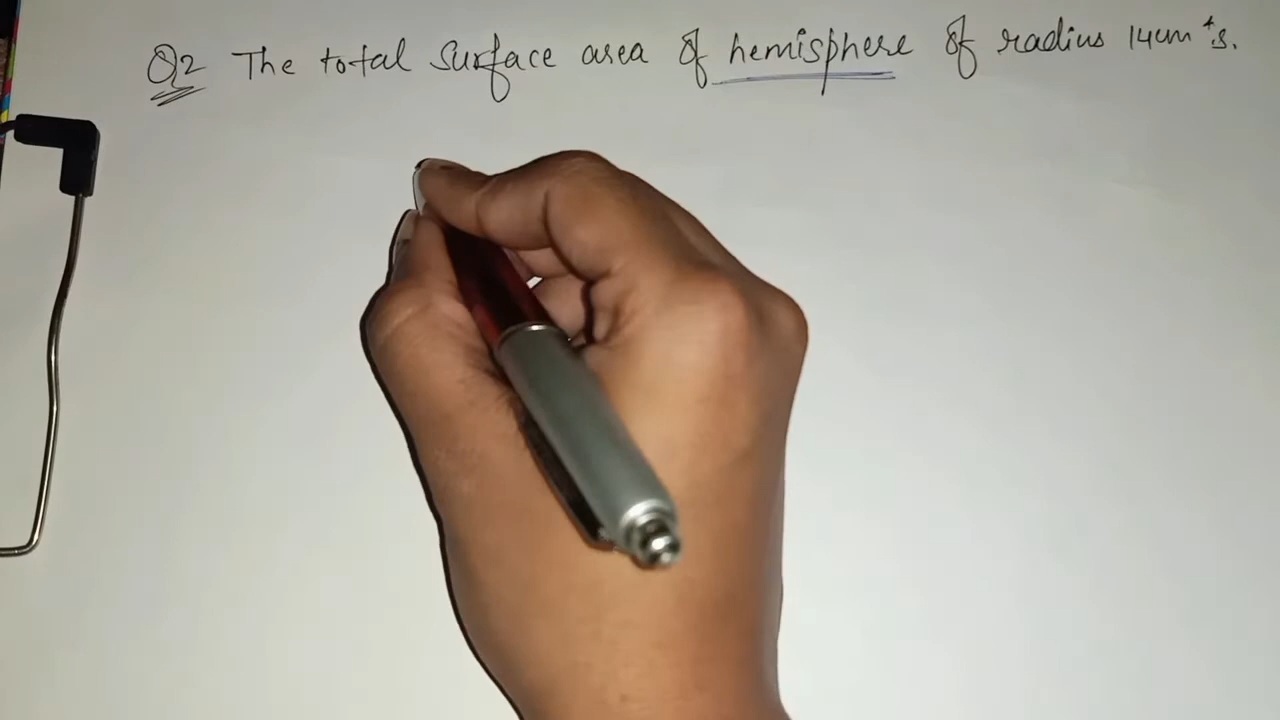 Q2 The total surface area of hemisphere of radius 14cm is.